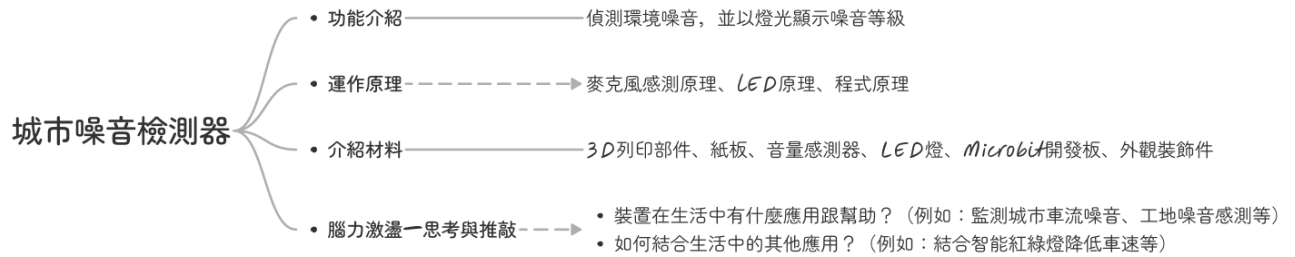 城市噪音檢測器
• 功能介紹 偵測環境噪音，並以燈光顯示噪音等級
• 運作原理 麥克風感測原理、LED原理、程式原理
• 介紹材料 3D列印部件、紙板、音量感測器、LED燈、Microbit開發板、外觀裝飾件
• 腦力激盪—思考與推敲
• 裝置在生活中有什麼應用跟幫助？（例如：監測城市車流噪音、工地噪音感測等）
• 如何結合生活中的其他應用？（例如：結合智能紅綠燈降低車速等）